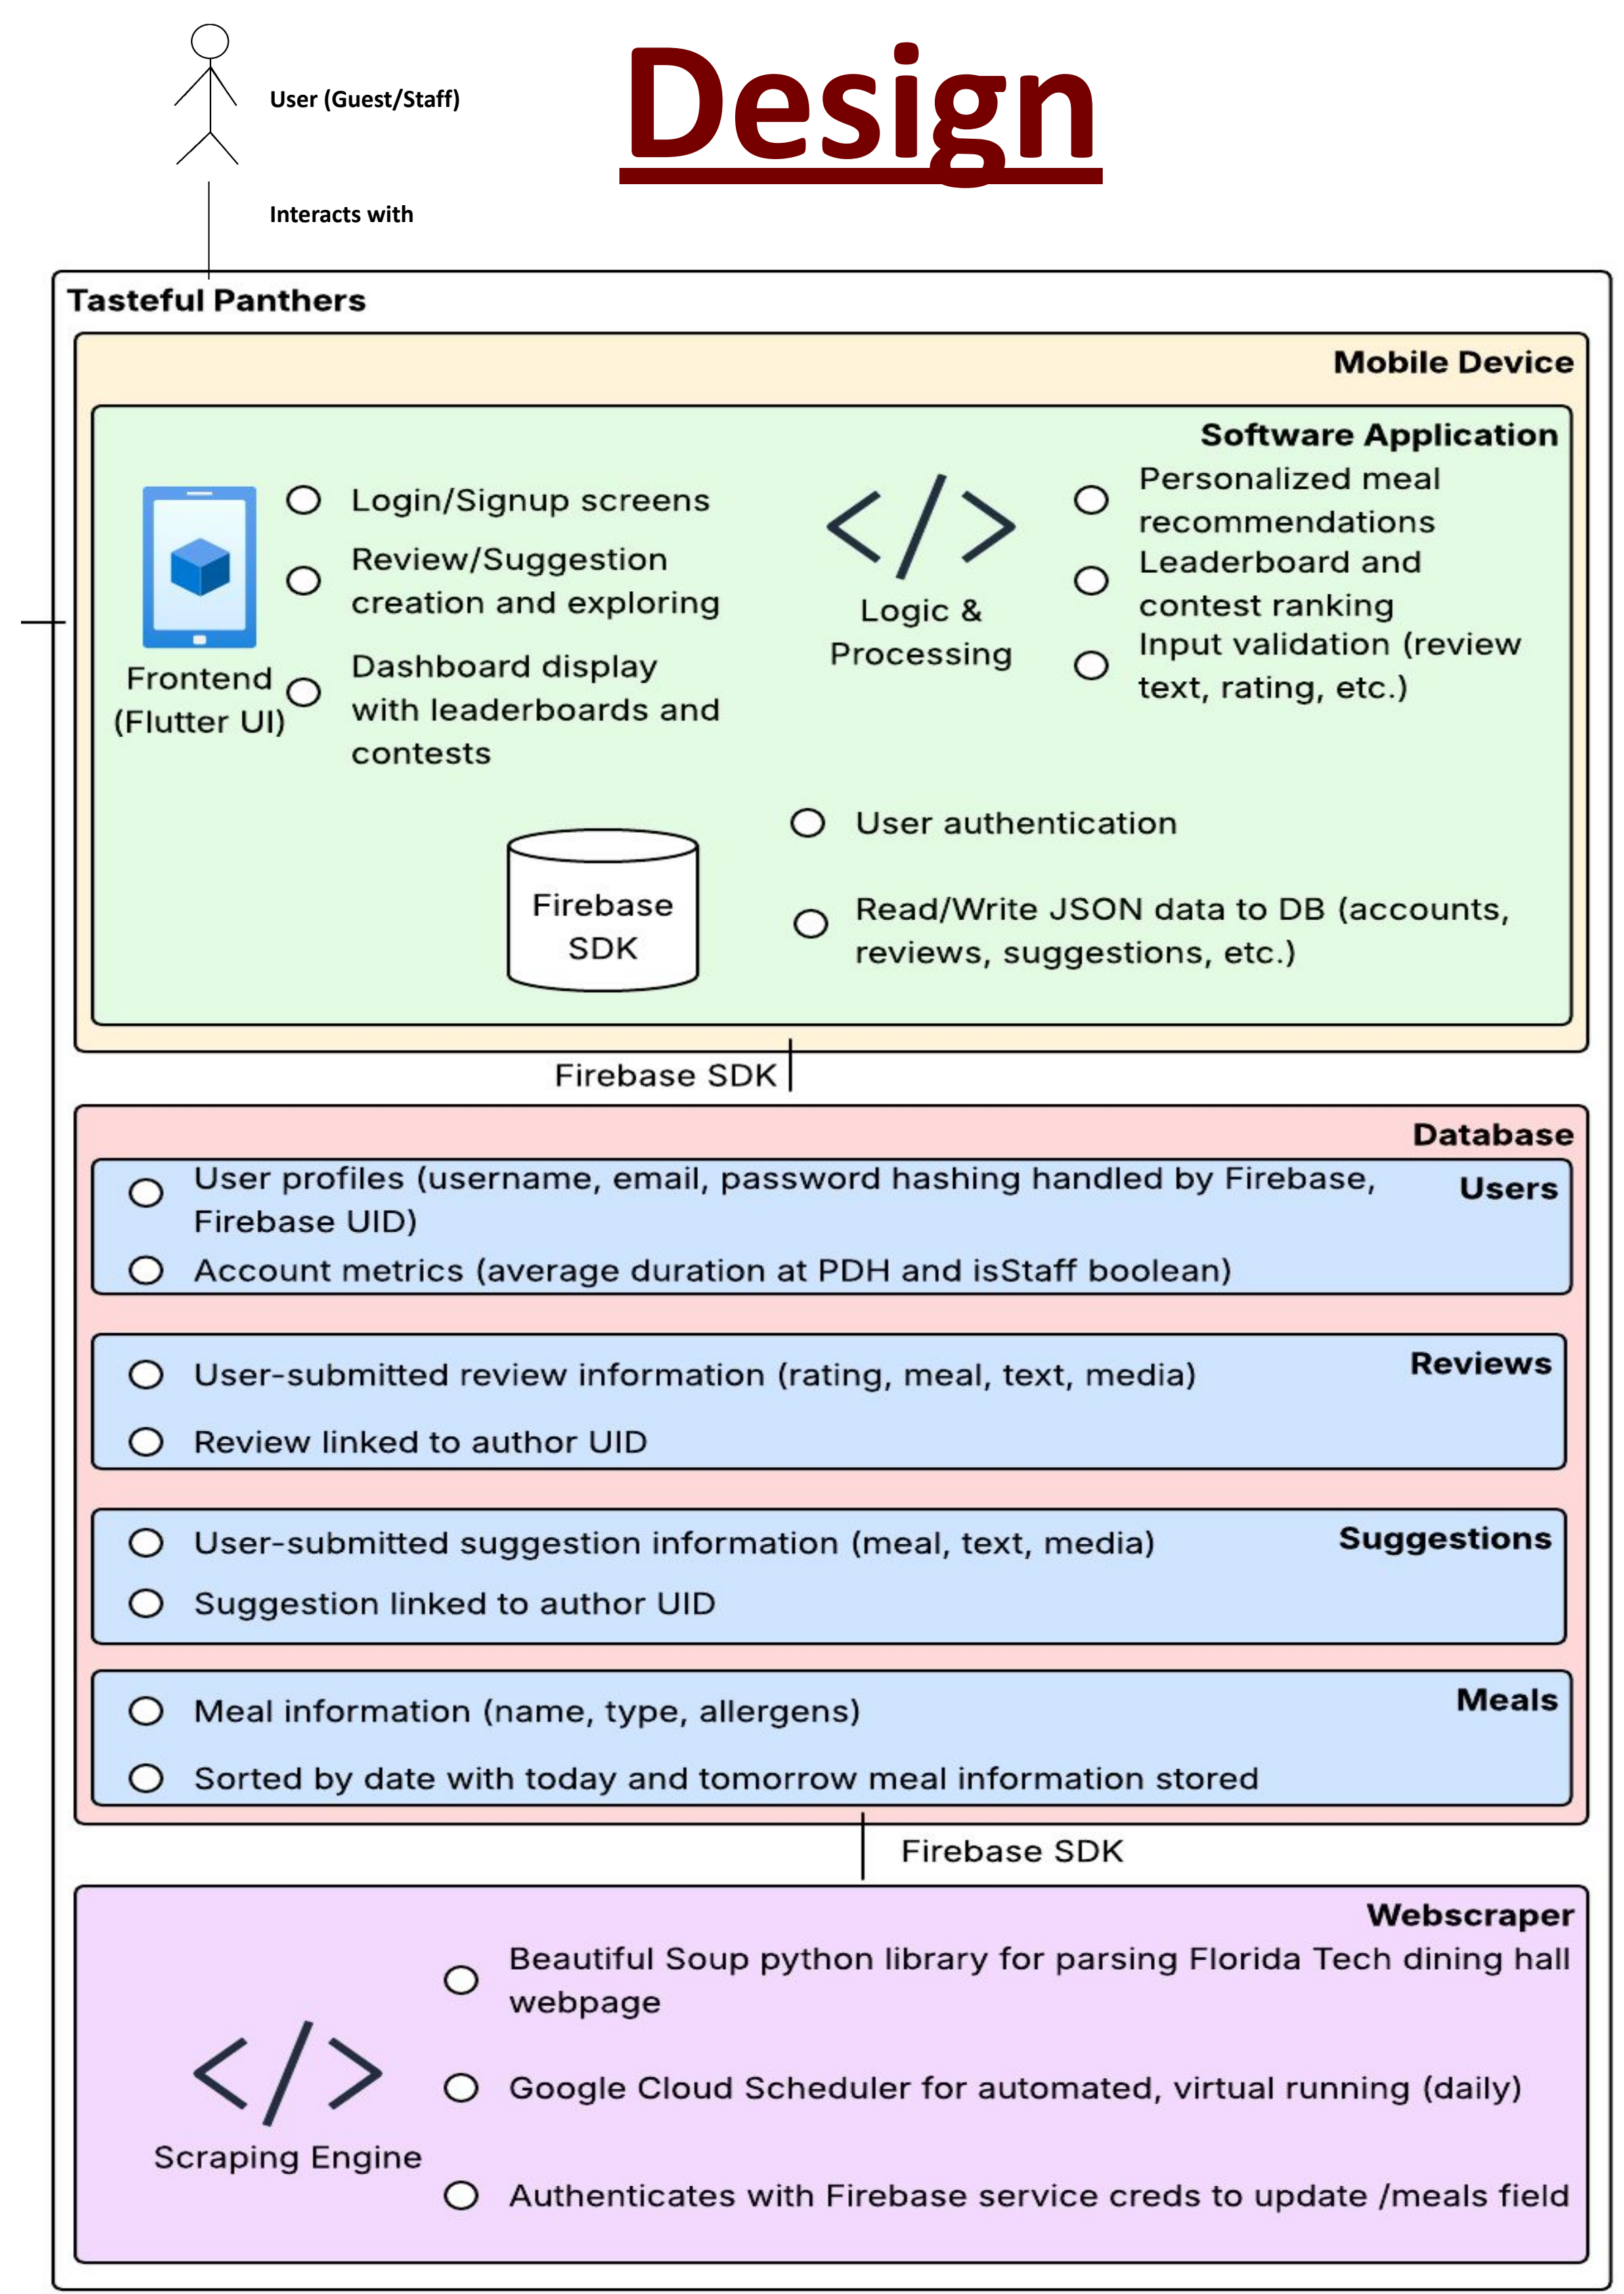 Design
User (Guest/Staff)
Interacts with
Tasteful Panthers
Mobile Device
Software Application
Frontend
(Flutter UI)
Login/Signup screens
Review/Suggestion
creation and exploring
Dashboard display
with leaderboards and
contests
Logic &
Processing
Personalized meal
recommendations
Leaderboard and
contest ranking
Input validation (review
text, rating, etc.)
Firebase
SDK
User authentication
Read/Write JSON data to DB (accounts,
reviews, suggestions, etc.)
Firebase SDK
Database
Users
User profiles (username, email, password hashing handled by Firebase,
Firebase UID)
Account metrics (average duration at PDH and isStaff boolean)
Reviews
User-submitted review information (rating, meal, text, media)
Review linked to author UID
Suggestions
User-submitted suggestion information (meal, text, media)
Suggestion linked to author UID
Meals
Meal information (name, type, allergens)
Sorted by date with today and tomorrow meal information stored
Firebase SDK
Webscraper
Scraping Engine
Beautiful Soup python library for parsing Florida Tech dining hall
webpage
Google Cloud Scheduler for automated, virtual running (daily)
Authenticates with Firebase service creds to update /meals field